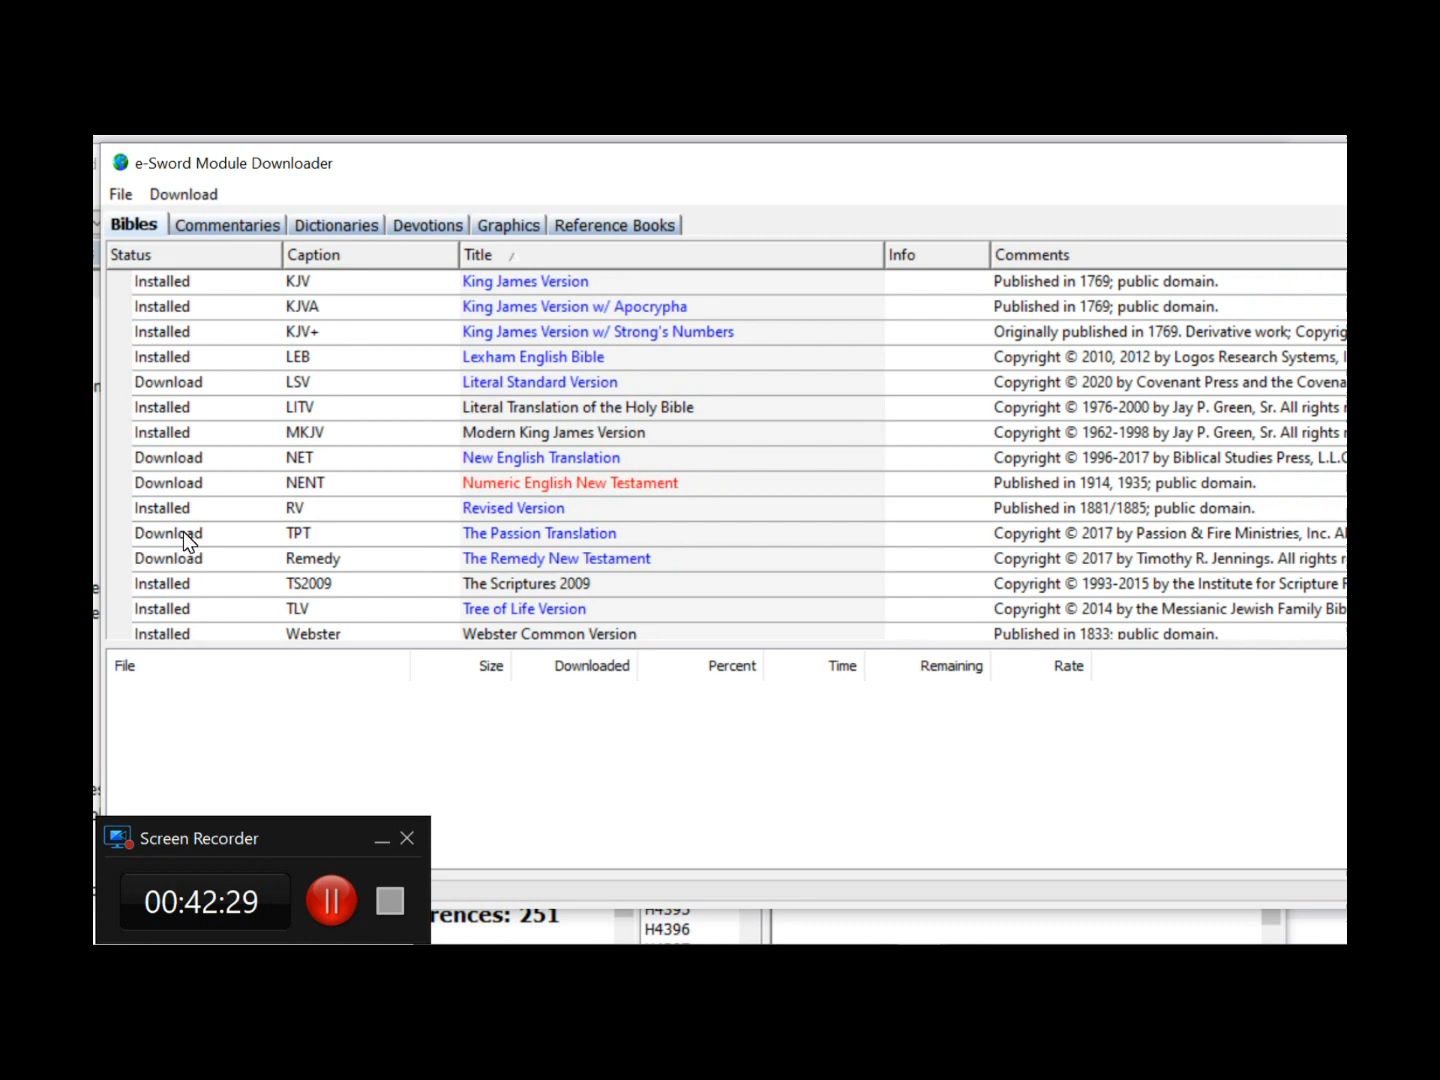 e-Sword Module Downloader
File Download
Bibles Commentaries Dictionaries Devotions Graphics Reference Books
Status Caption Title Info Comments
Installed KJV King James Version Published in 1769; public domain.
Installed KJVA King James Version w/ Apocrypha Published in 1769; public domain.
Installed KJV+ King James Version w/ Strong's Numbers Originally published in 1769. Derivative work;
Installed LEB Lexham English Bible Copyright © 2010, 2012 by Logos Research Systems,
Download LSV Literal Standard Version Copyright © 2020 by Covenant Press and the
Installed LITV Literal Translation of the Holy Bible Copyright © 1976-2000 by Jay P. Green, Sr. All rights
Installed MKJV Modern King James Version Copyright © 1962-1998 by Jay P. Green, Sr. All rights
Download NET New English Translation Copyright © 1996-2017 by Biblical Studies Press,
Download NENT Numeric English New Testament Published in 1914, 1935; public domain.
Installed RV Revised Version Published in 1881/1885; public domain.
Download TPT The Passion Translation Copyright © 2017 by Passion & Fire Ministries, Inc.
Download Remedy The Remedy New Testament Copyright © 2017 by Timothy R. Jennings. All rights
Installed TS2009 The Scriptures 2009 Copyright © 1993-2015 by the Institute for Scripture
Installed TLV Tree of Life Version Copyright © 2014 by the Messianic Jewish Family
Installed Webster Webster Common Version Published in 1833; public domain.
File Size Downloaded Percent Time Remaining Rate
Screen Recorder
00:42:29
rences: 251
H4395
H4396